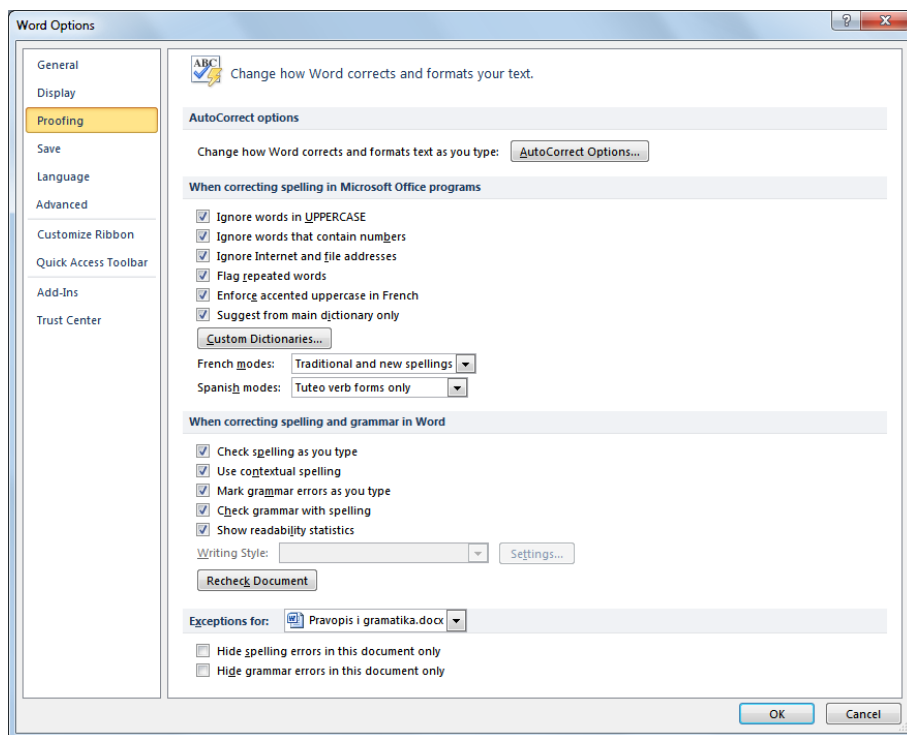 Word Options
General
Display
Proofing
Save
Language
Advanced
Customize Ribbon
Quick Access Toolbar
Add-Ins
Trust Center
ABC
Change how Word corrects and formats your text.
AutoCorrect options
Change how Word corrects and formats text as you type: AutoCorrect Options...
When correcting spelling in Microsoft Office programs
Ignore words in UPPERCASE
Ignore words that contain numbers
Ignore Internet and file addresses
Flag repeated words
Enforce accented uppercase in French
Suggest from main dictionary only
Custom Dictionaries...
French modes: Traditional and new spellings
Spanish modes: Tuteo verb forms only
When correcting spelling and grammar in Word
Check spelling as you type
Use contextual spelling
Mark grammar errors as you type
Check grammar with spelling
Show readability statistics
Writing Style: Settings...
Recheck Document
Exceptions for: Pravopis i gramatika.docx
Hide spelling errors in this document only
Hide grammar errors in this document only
OK Cancel